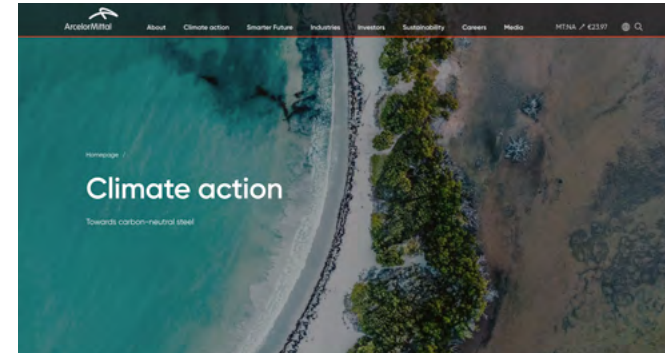 ArcelorMittal
About Climate action Smarter Future Industries Investors Sustainability Careers Media MT:NA ↗ €23.97
Homepage /
Climate action
Towards carbon-neutral steel